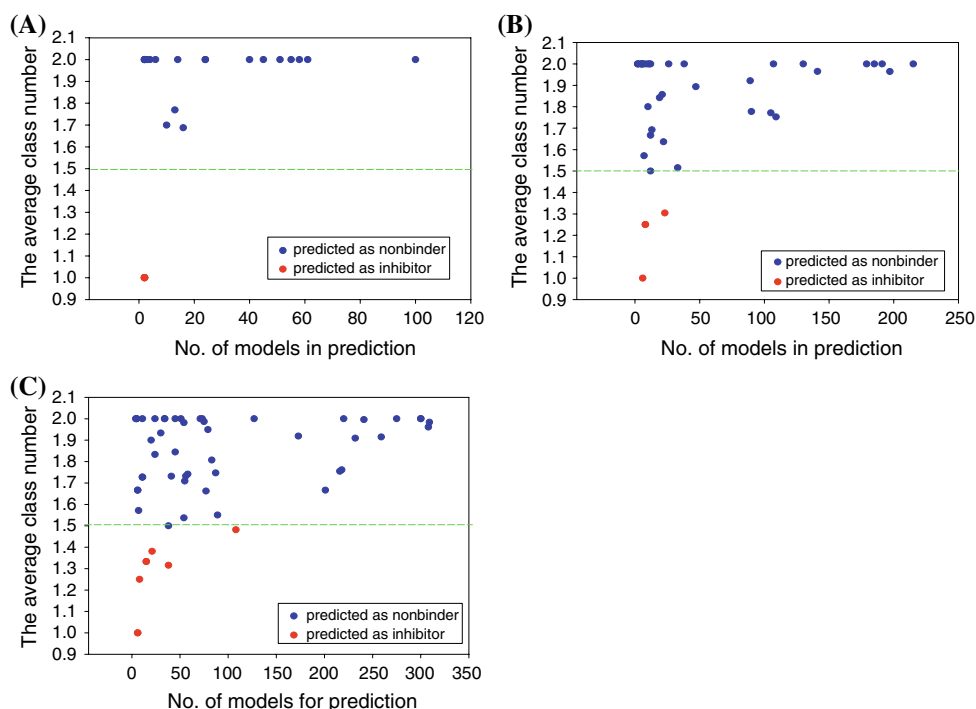 (A)
The average class number
2.1
2.0
1.9
1.8
1.7
1.6
1.5
1.4
1.3
1.2
1.1
1.0
0.9
predicted as nonbinder
predicted as inhibitor
0 20 40 60 80 100 120
No. of models in prediction
(B)
The average class number
2.1
2.0
1.9
1.8
1.7
1.6
1.5
1.4
1.3
1.2
1.1
1.0
0.9
predicted as nonbinder
predicted as inhibitor
0 50 100 150 200 250
No. of models in prediction
(C)
The average class number
2.1
2.0
1.9
1.8
1.7
1.6
1.5
1.4
1.3
1.2
1.1
1.0
0.9
predicted as nonbinder
predicted as inhibitor
0 50 100 150 200 250 300 350
No. of models for prediction